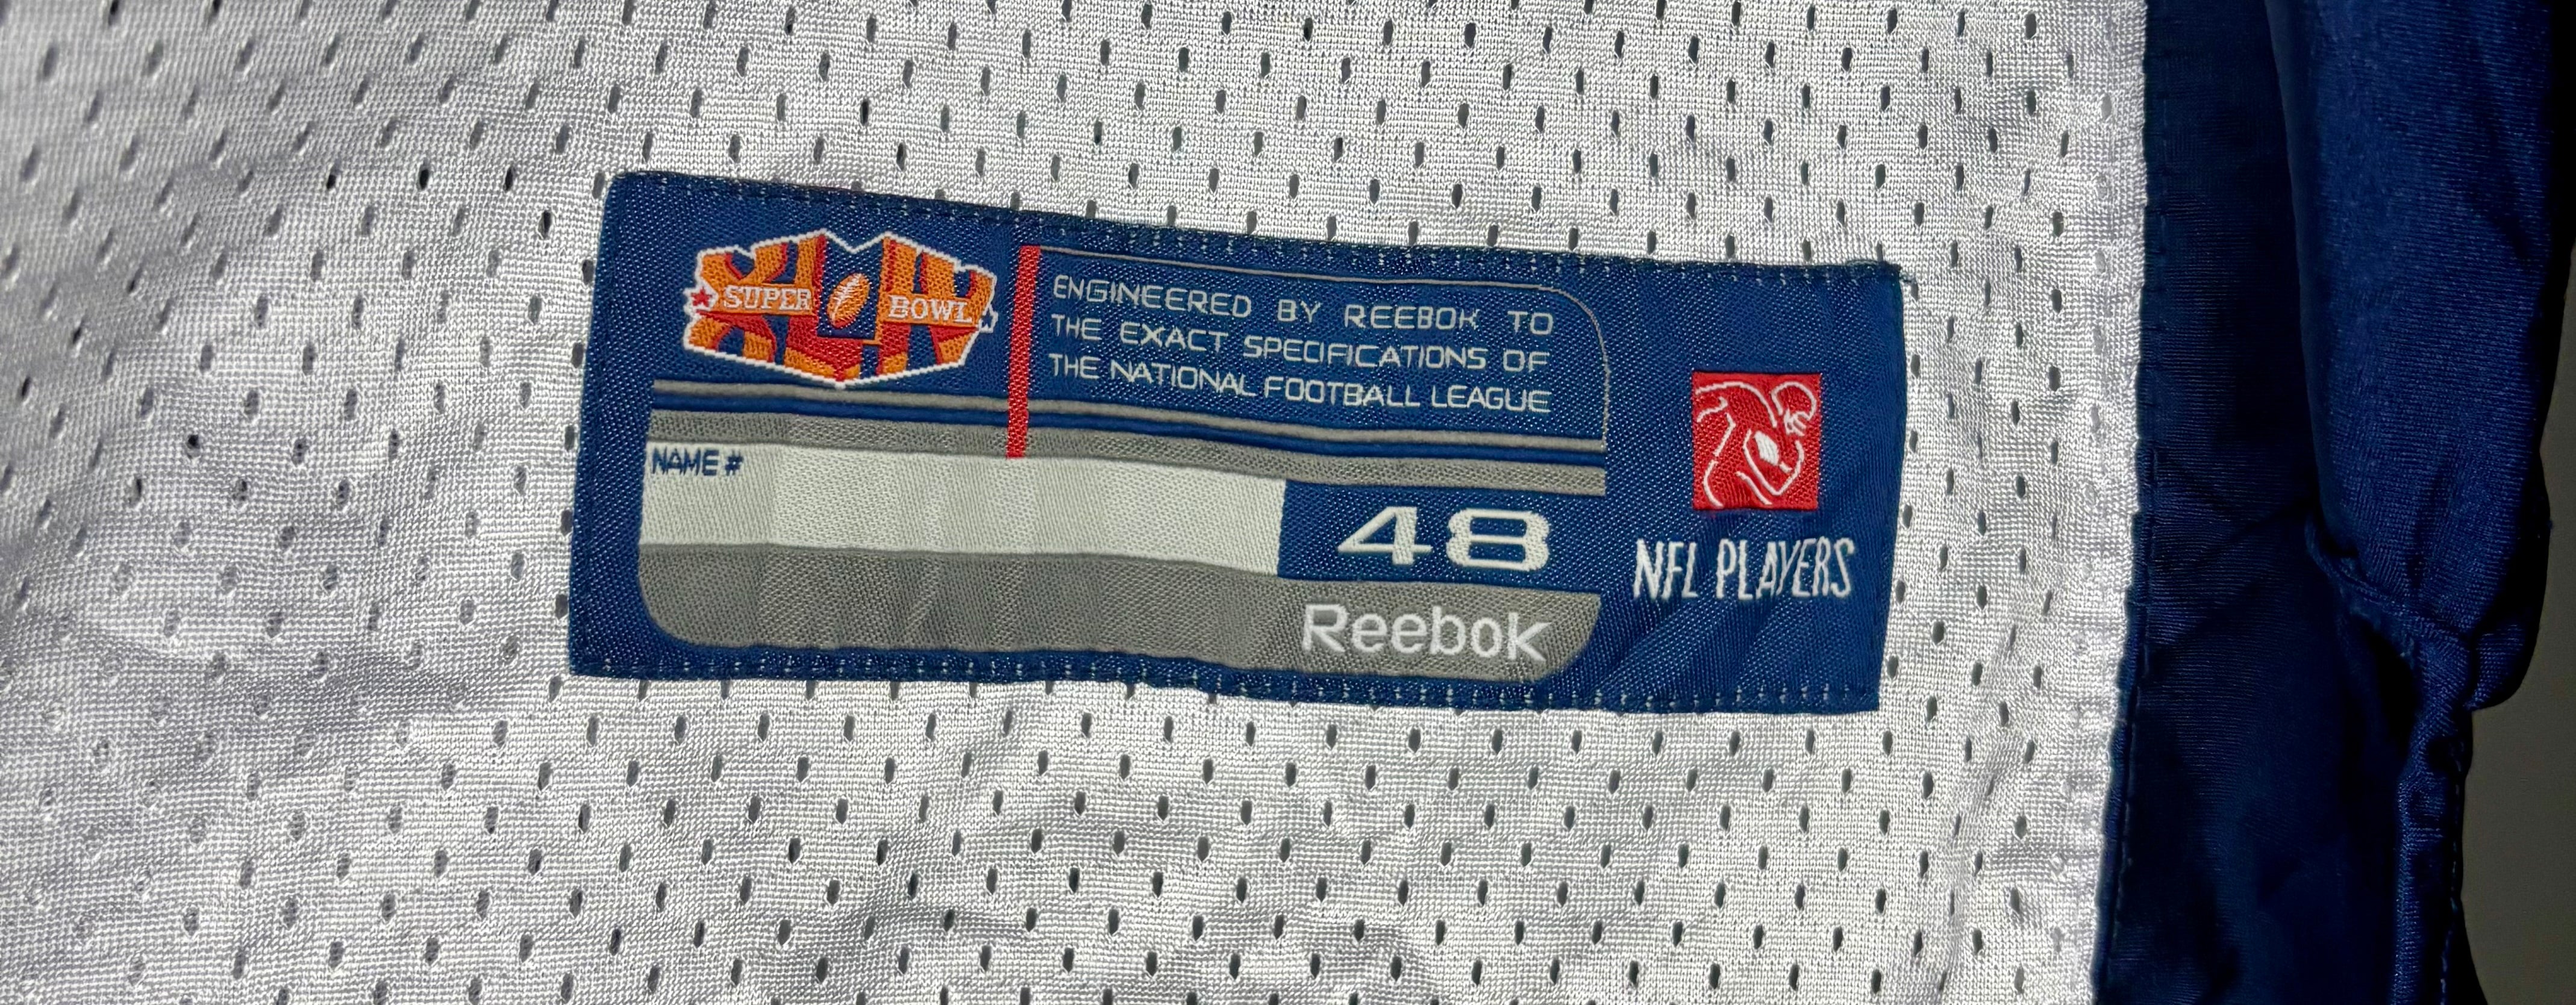 XLIV
SUPER BOWL
ENGINEERED BY REEBOK TO
THE EXACT SPECIFICATIONS OF
THE NATIONAL FOOTBALL LEAGUE
NAME #
48
Reebok
NFL PLAYERS